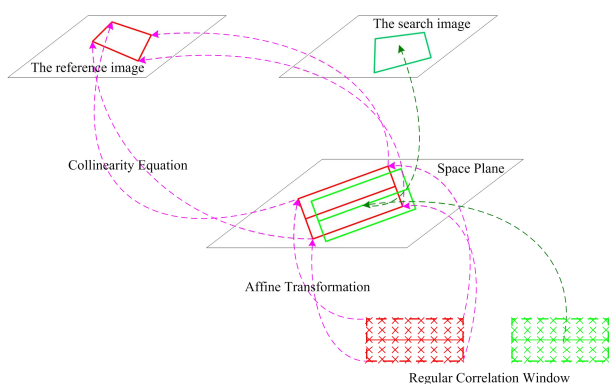 The search image
The reference image
Collinearity Equation
Space Plane
Affine Transformation
Regular Correlation Window